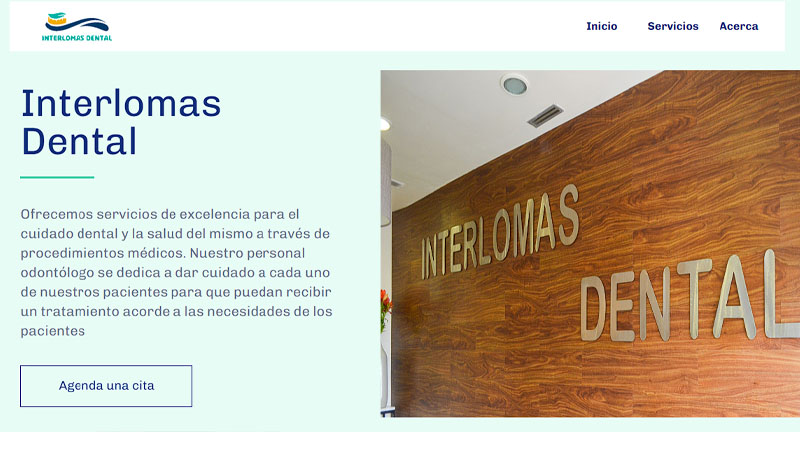 INTERLOMAS DENTAL
Inicio Servicios Acerca
Interlomas
Dental
Ofrecemos servicios de excelencia para el
cuidado dental y la salud del mismo a través de
procedimientos médicos. Nuestro personal
odontólogo se dedica a dar cuidado a cada uno
de nuestros pacientes para que puedan recibir
un tratamiento acorde a las necesidades de los
pacientes
Agenda una cita
INTERLOMAS
DENTAL